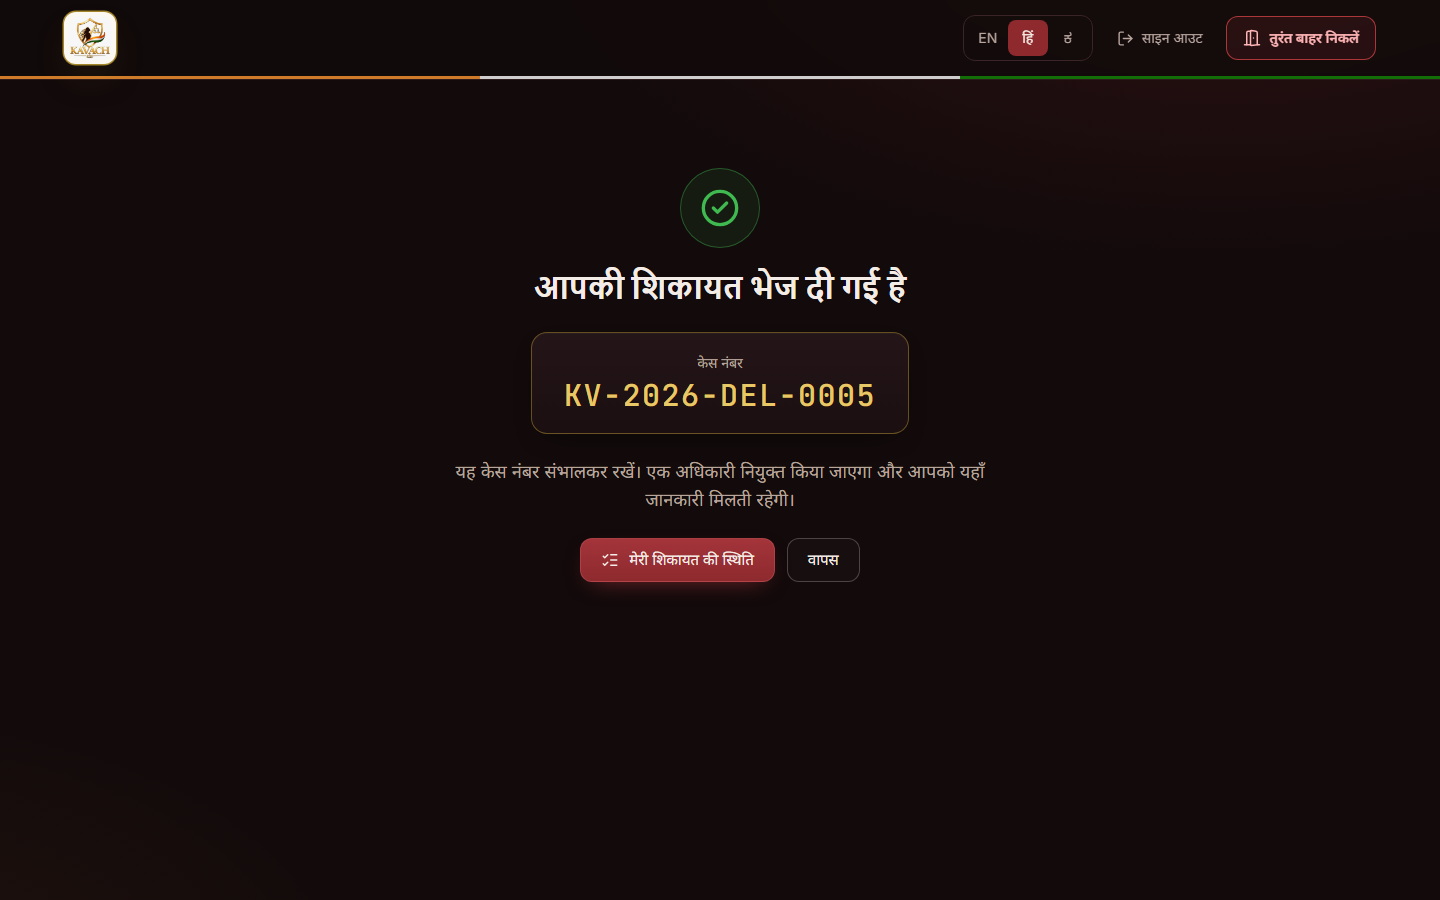 KAVACH
EN
हिं
ಕ
साइन आउट
तुरंत बाहर निकलें
आपकी शिकायत भेज दी गई है
केस नंबर
KV-2026-DEL-0005
यह केस नंबर संभालकर रखें। एक अधिकारी नियुक्त किया जाएगा और आपको यहाँ
जानकारी मिलती रहेगी।
मेरी शिकायत की स्थिति
वापस